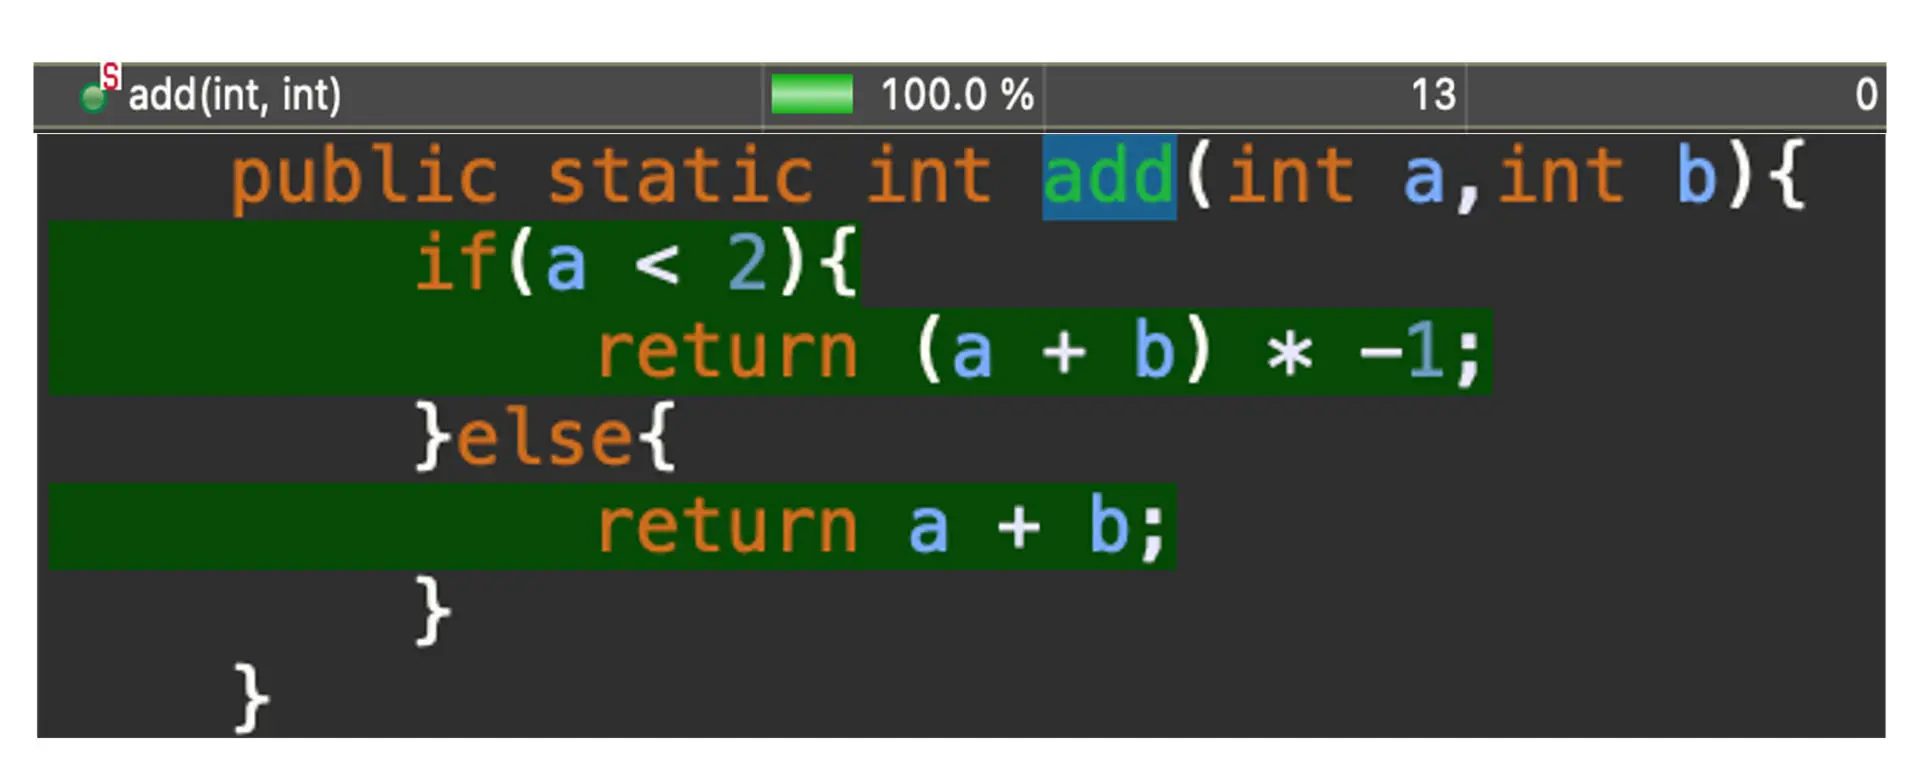 S add(int, int) 100.0 % 13 0
public static int add(int a,int b){
if(a < 2){
return (a + b) * -1;
}else{
return a + b;
}
}